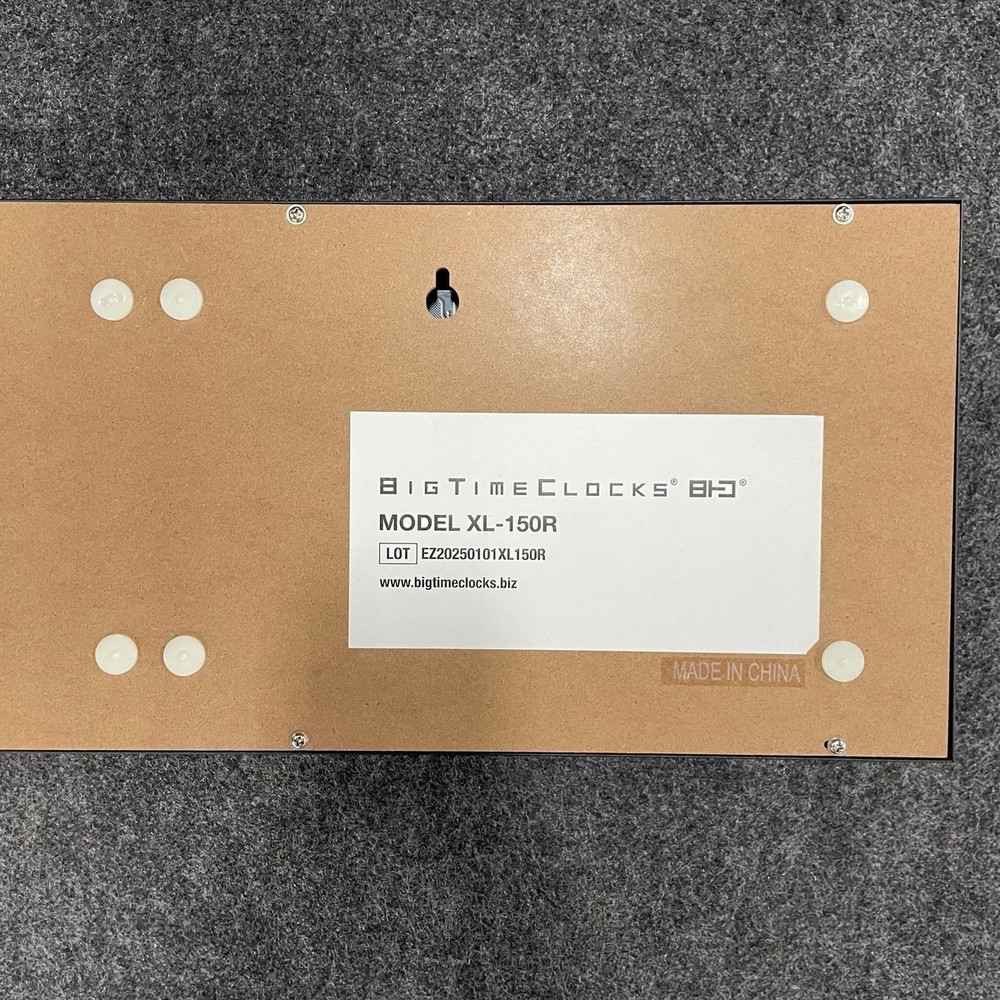 BIGTIMECLOCKS® BTC®
MODEL XL-150R
LOT EZ20250101XL150R
www.bigtimeclocks.biz
MADE IN CHINA